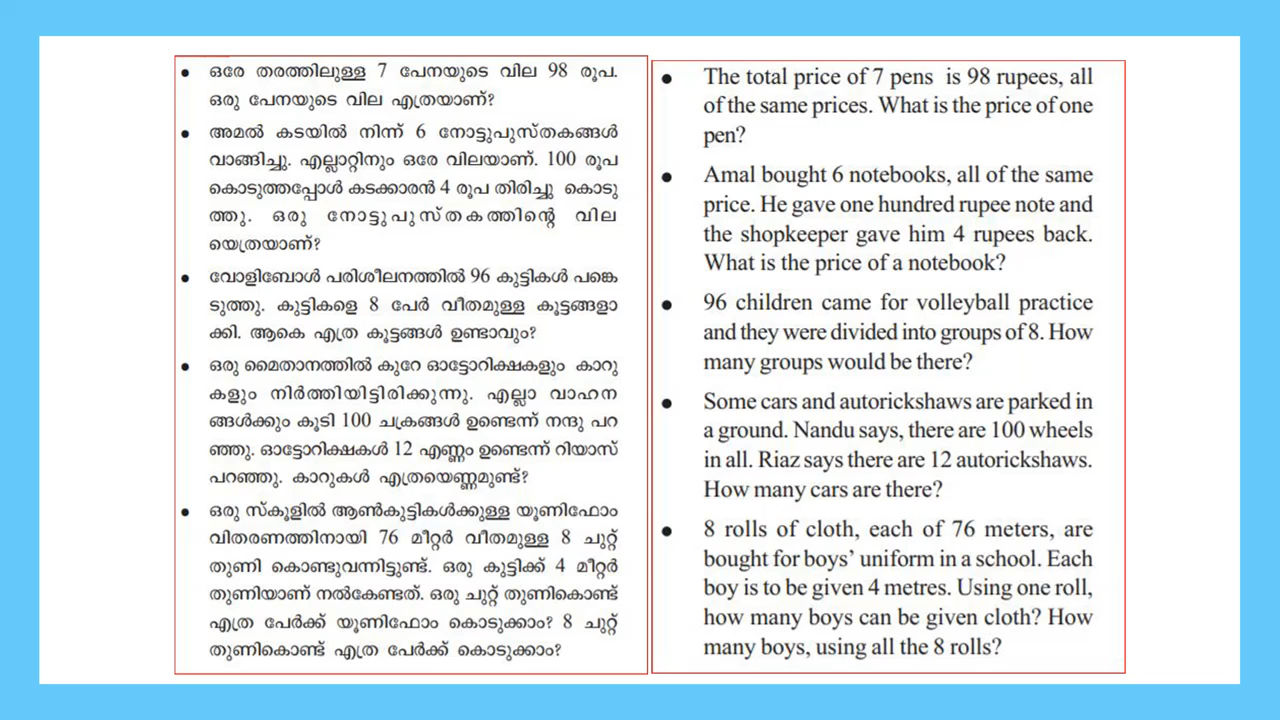 • ഒരേ തരത്തിലുള്ള 7 പേനയുടെ വില 98 രൂപ.
ഒരു പേനയുടെ വില എത്രയാണ്?
• അമൽ കടയിൽ നിന്ന് 6 നോട്ടുപുസ്തകങ്ങൾ
വാങ്ങിച്ചു. എല്ലാറ്റിനും ഒരേ വിലയാണ്. 100 രൂപ
കൊടുത്തപ്പോൾ കടക്കാരൻ 4 രൂപ തിരിച്ചു കൊടു
ത്തു. ഒരു നോട്ടുപുസ്തകത്തിന്റെ വില
യെത്രയാണ്?
• വോളിബോൾ പരിശീലനത്തിൽ 96 കുട്ടികൾ പങ്കെ
ടുത്തു. കുട്ടികളെ 8 പേർ വീതമുള്ള കൂട്ടങ്ങളാ
ക്കി. ആകെ എത്ര കൂട്ടങ്ങൾ ഉണ്ടാവും?
• ഒരു മൈതാനത്തിൽ കുറേ ഓട്ടോറിക്ഷകളും കാറു
കളും നിർത്തിയിട്ടിരിക്കുന്നു. എല്ലാ വാഹന
ങ്ങൾക്കും കൂടി 100 ചക്രങ്ങൾ ഉണ്ടെന്ന് നന്ദു പറ
ഞ്ഞു. ഓട്ടോറിക്ഷകൾ 12 എണ്ണം ഉണ്ടെന്ന് റിയാസ്
പറഞ്ഞു. കാറുകൾ എത്രയെണ്ണമുണ്ട്?
• ഒരു സ്കൂളിൽ ആൺകുട്ടികൾക്കുള്ള യൂണിഫോം
വിതരണത്തിനായി 76 മീറ്റർ വീതമുള്ള 8 ചുറ്റ്
തുണി കൊണ്ടുവന്നിട്ടുണ്ട്. ഒരു കുട്ടിക്ക് 4 മീറ്റർ
തുണിയാണ് നൽകേണ്ടത്. ഒരു ചുറ്റ് തുണികൊണ്ട്
എത്ര പേർക്ക് യൂണിഫോം കൊടുക്കാം? 8 ചുറ്റ്
തുണികൊണ്ട് എത്ര പേർക്ക് കൊടുക്കാം?
• The total price of 7 pens is 98 rupees, all
of the same prices. What is the price of one
pen?
• Amal bought 6 notebooks, all of the same
price. He gave one hundred rupee note and
the shopkeeper gave him 4 rupees back.
What is the price of a notebook?
• 96 children came for volleyball practice
and they were divided into groups of 8. How
many groups would be there?
• Some cars and autorickshaws are parked in
a ground. Nandu says, there are 100 wheels
in all. Riaz says there are 12 autorickshaws.
How many cars are there?
• 8 rolls of cloth, each of 76 meters, are
bought for boys’ uniform in a school. Each
boy is to be given 4 metres. Using one roll,
how many boys can be given cloth? How
many boys, using all the 8 rolls?